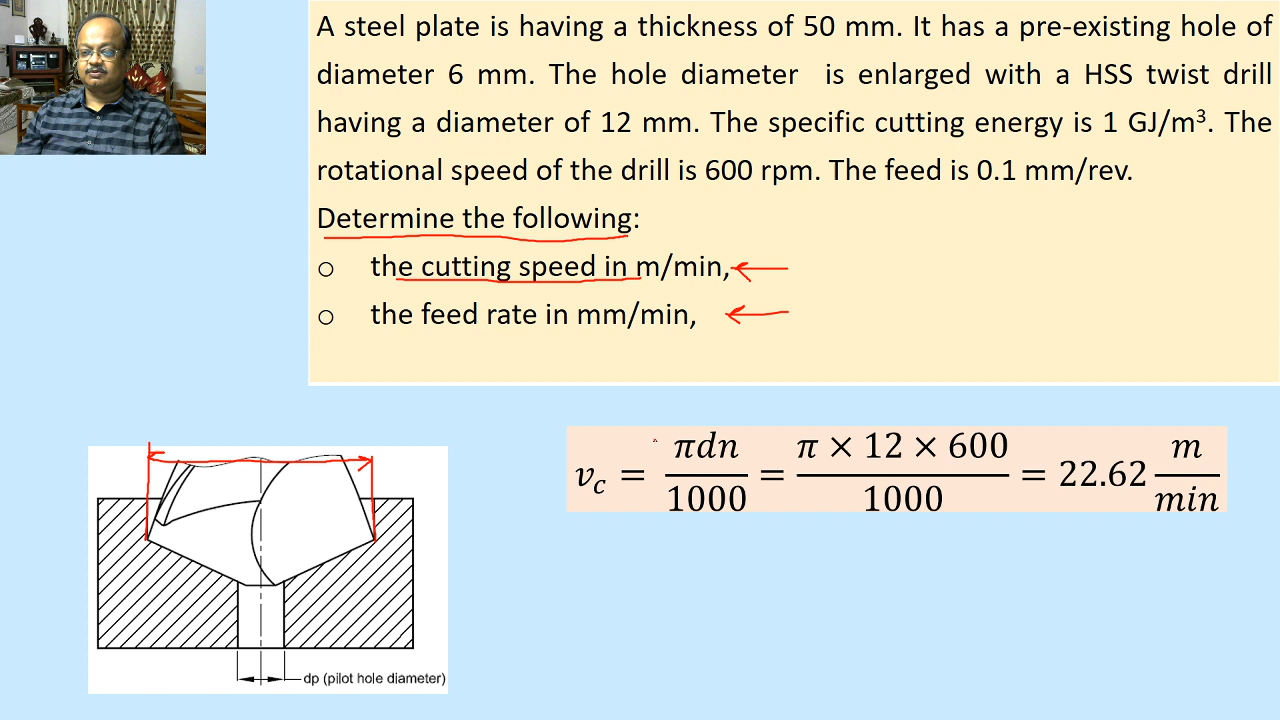 A steel plate is having a thickness of 50 mm. It has a pre-existing hole of
diameter 6 mm. The hole diameter is enlarged with a HSS twist drill
having a diameter of 12 mm. The specific cutting energy is 1 GJ/m³. The
rotational speed of the drill is 600 rpm. The feed is 0.1 mm/rev.
Determine the following:
o the cutting speed in m/min,
o the feed rate in mm/min,
v_c = πdn/1000 = π × 12 × 600/1000 = 22.62 m/min
dp (pilot hole diameter)